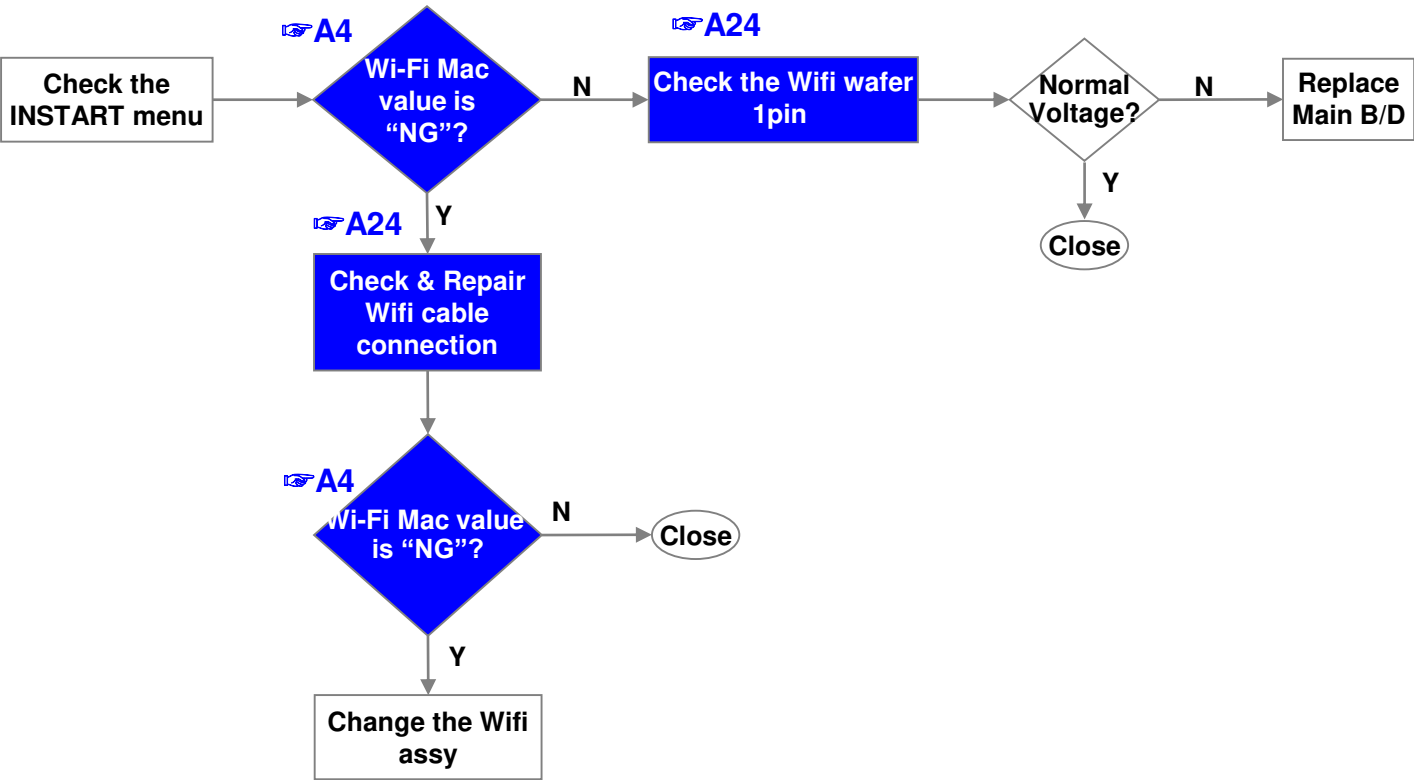 ☞A4
☞A24
Check the
INSTART menu
Wi-Fi Mac
value is
“NG”?
N
Check the Wifi wafer
1pin
Normal
Voltage?
N
Replace
Main B/D
Y
Close
☞A24
Y
Check & Repair
Wifi cable
connection
☞A4
Wi-Fi Mac value
is “NG”?
N
Close
Y
Change the Wifi
assy